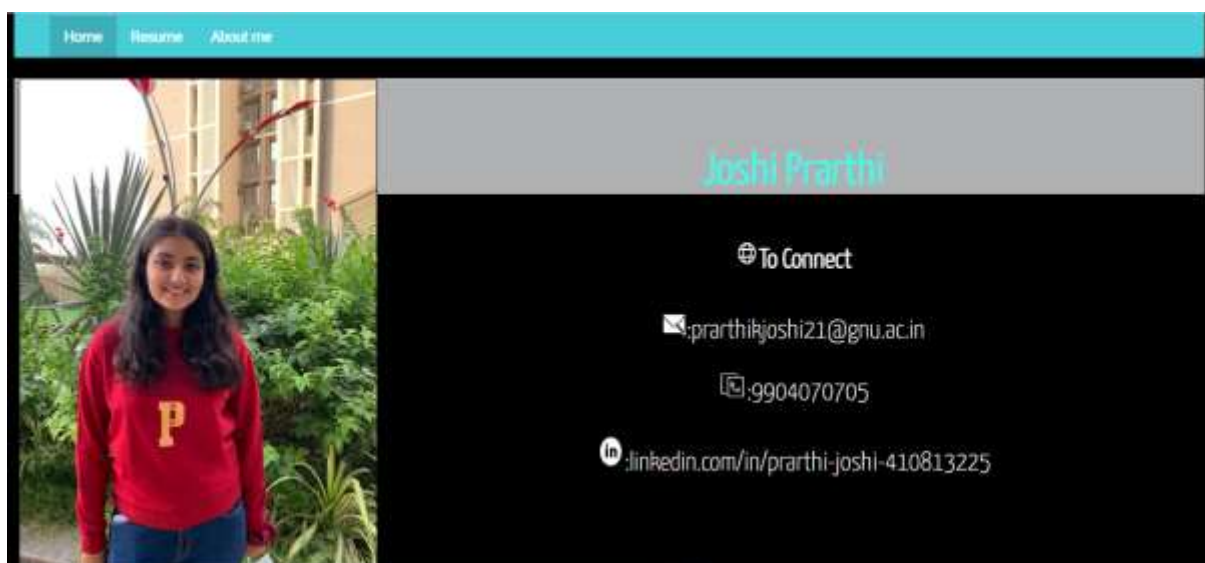 Home Resume About me
Joshi Prarthi
To Connect
:prarthikjoshi21@gnu.ac.in
:9904070705
in :linkedin.com/in/prarthi-joshi-410813225
P